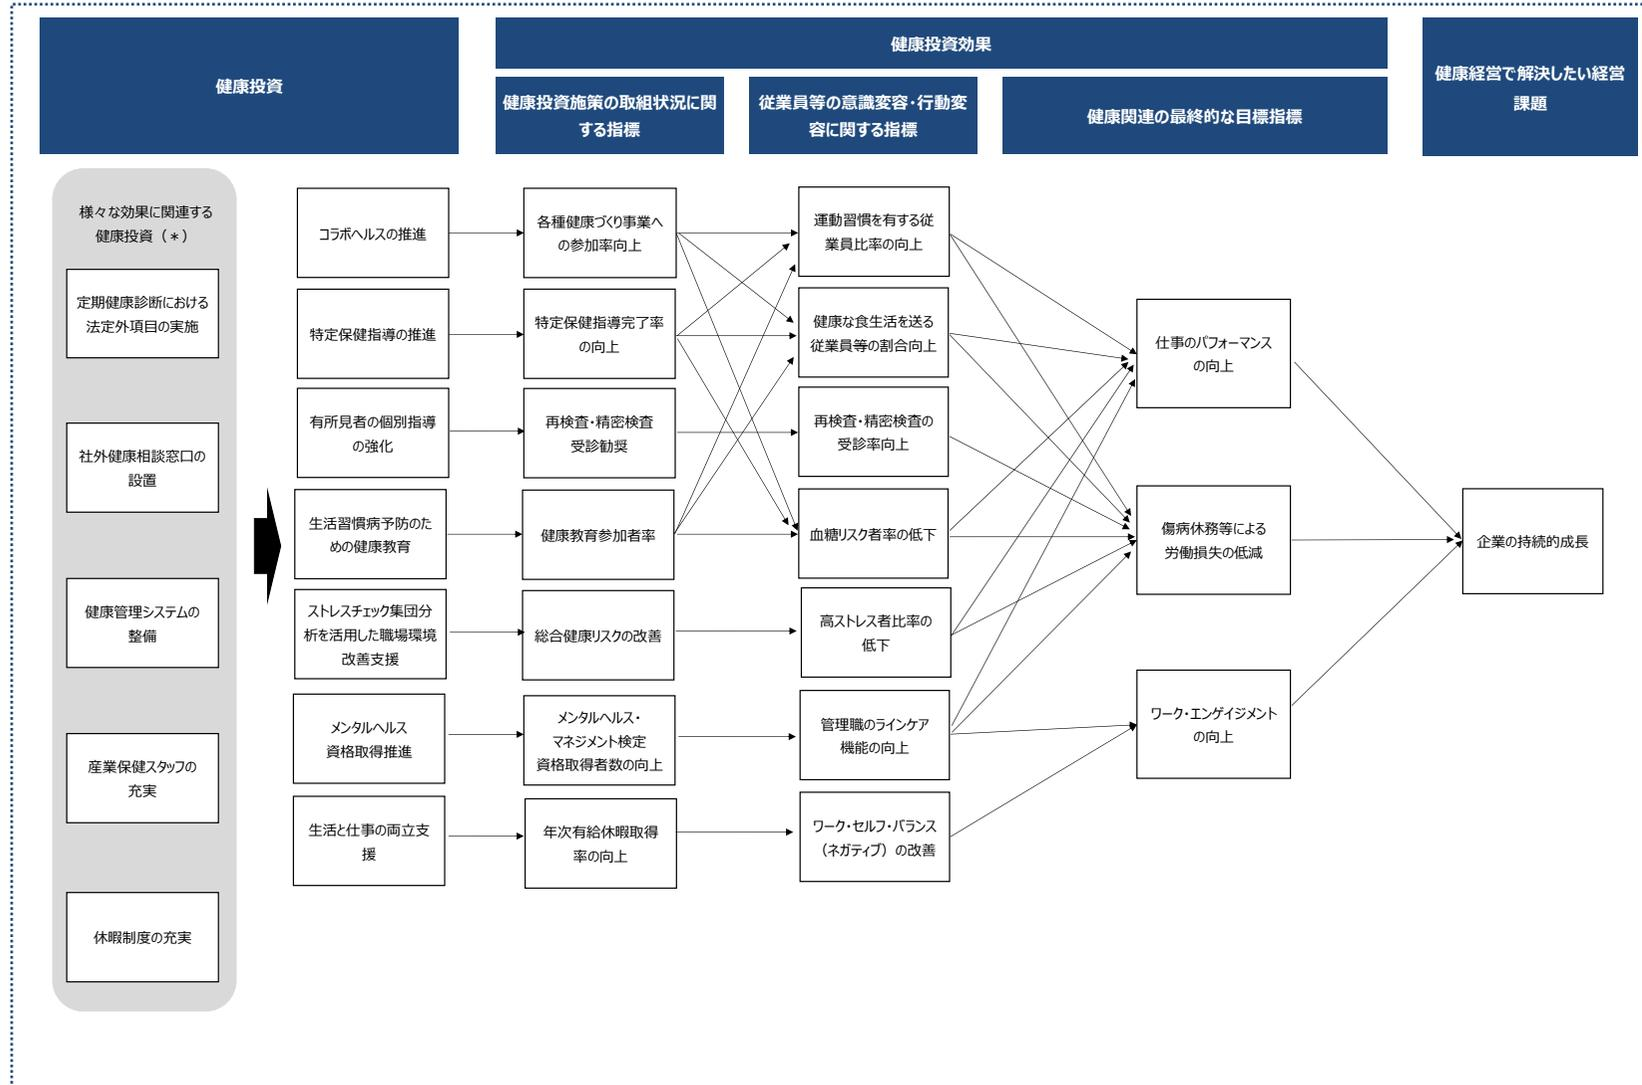 健康投資
健康投資効果
健康経営で解決したい経営
課題
健康投資施策の取組状況に関
する指標
従業員等の意識変容・行動変
容に関する指標
健康関連の最終的な目標指標
様々な効果に関連する
健康投資（＊）
定期健康診断における
法定外項目の実施
社外健康相談窓口の
設置
健康管理システムの
整備
産業保健スタッフの
充実
休暇制度の充実
コラボヘルスの推進
特定保健指導の推進
有所見者の個別指導
の強化
生活習慣病予防のた
めの健康教育
ストレスチェック集団分
析を活用した職場環境
改善支援
メンタルヘルス
資格取得推進
生活と仕事の両立支
援
各種健康づくり事業へ
の参加率向上
特定保健指導完了率
の向上
再検査・精密検査
受診勧奨
健康教育参加者率
総合健康リスクの改善
メンタルヘルス・
マネジメント検定
資格取得者数の向上
年次有給休暇取得
率の向上
運動習慣を有する従
業員比率の向上
健康な食生活を送る
従業員等の割合向上
再検査・精密検査の
受診率向上
血糖リスク者率の低下
高ストレス者比率の
低下
管理職のラインケア
機能の向上
ワーク・セルフ・バランス
（ネガティブ）の改善
仕事のパフォーマンス
の向上
傷病休務等による
労働損失の低減
ワーク・エンゲイジメント
の向上
企業の持続的成長